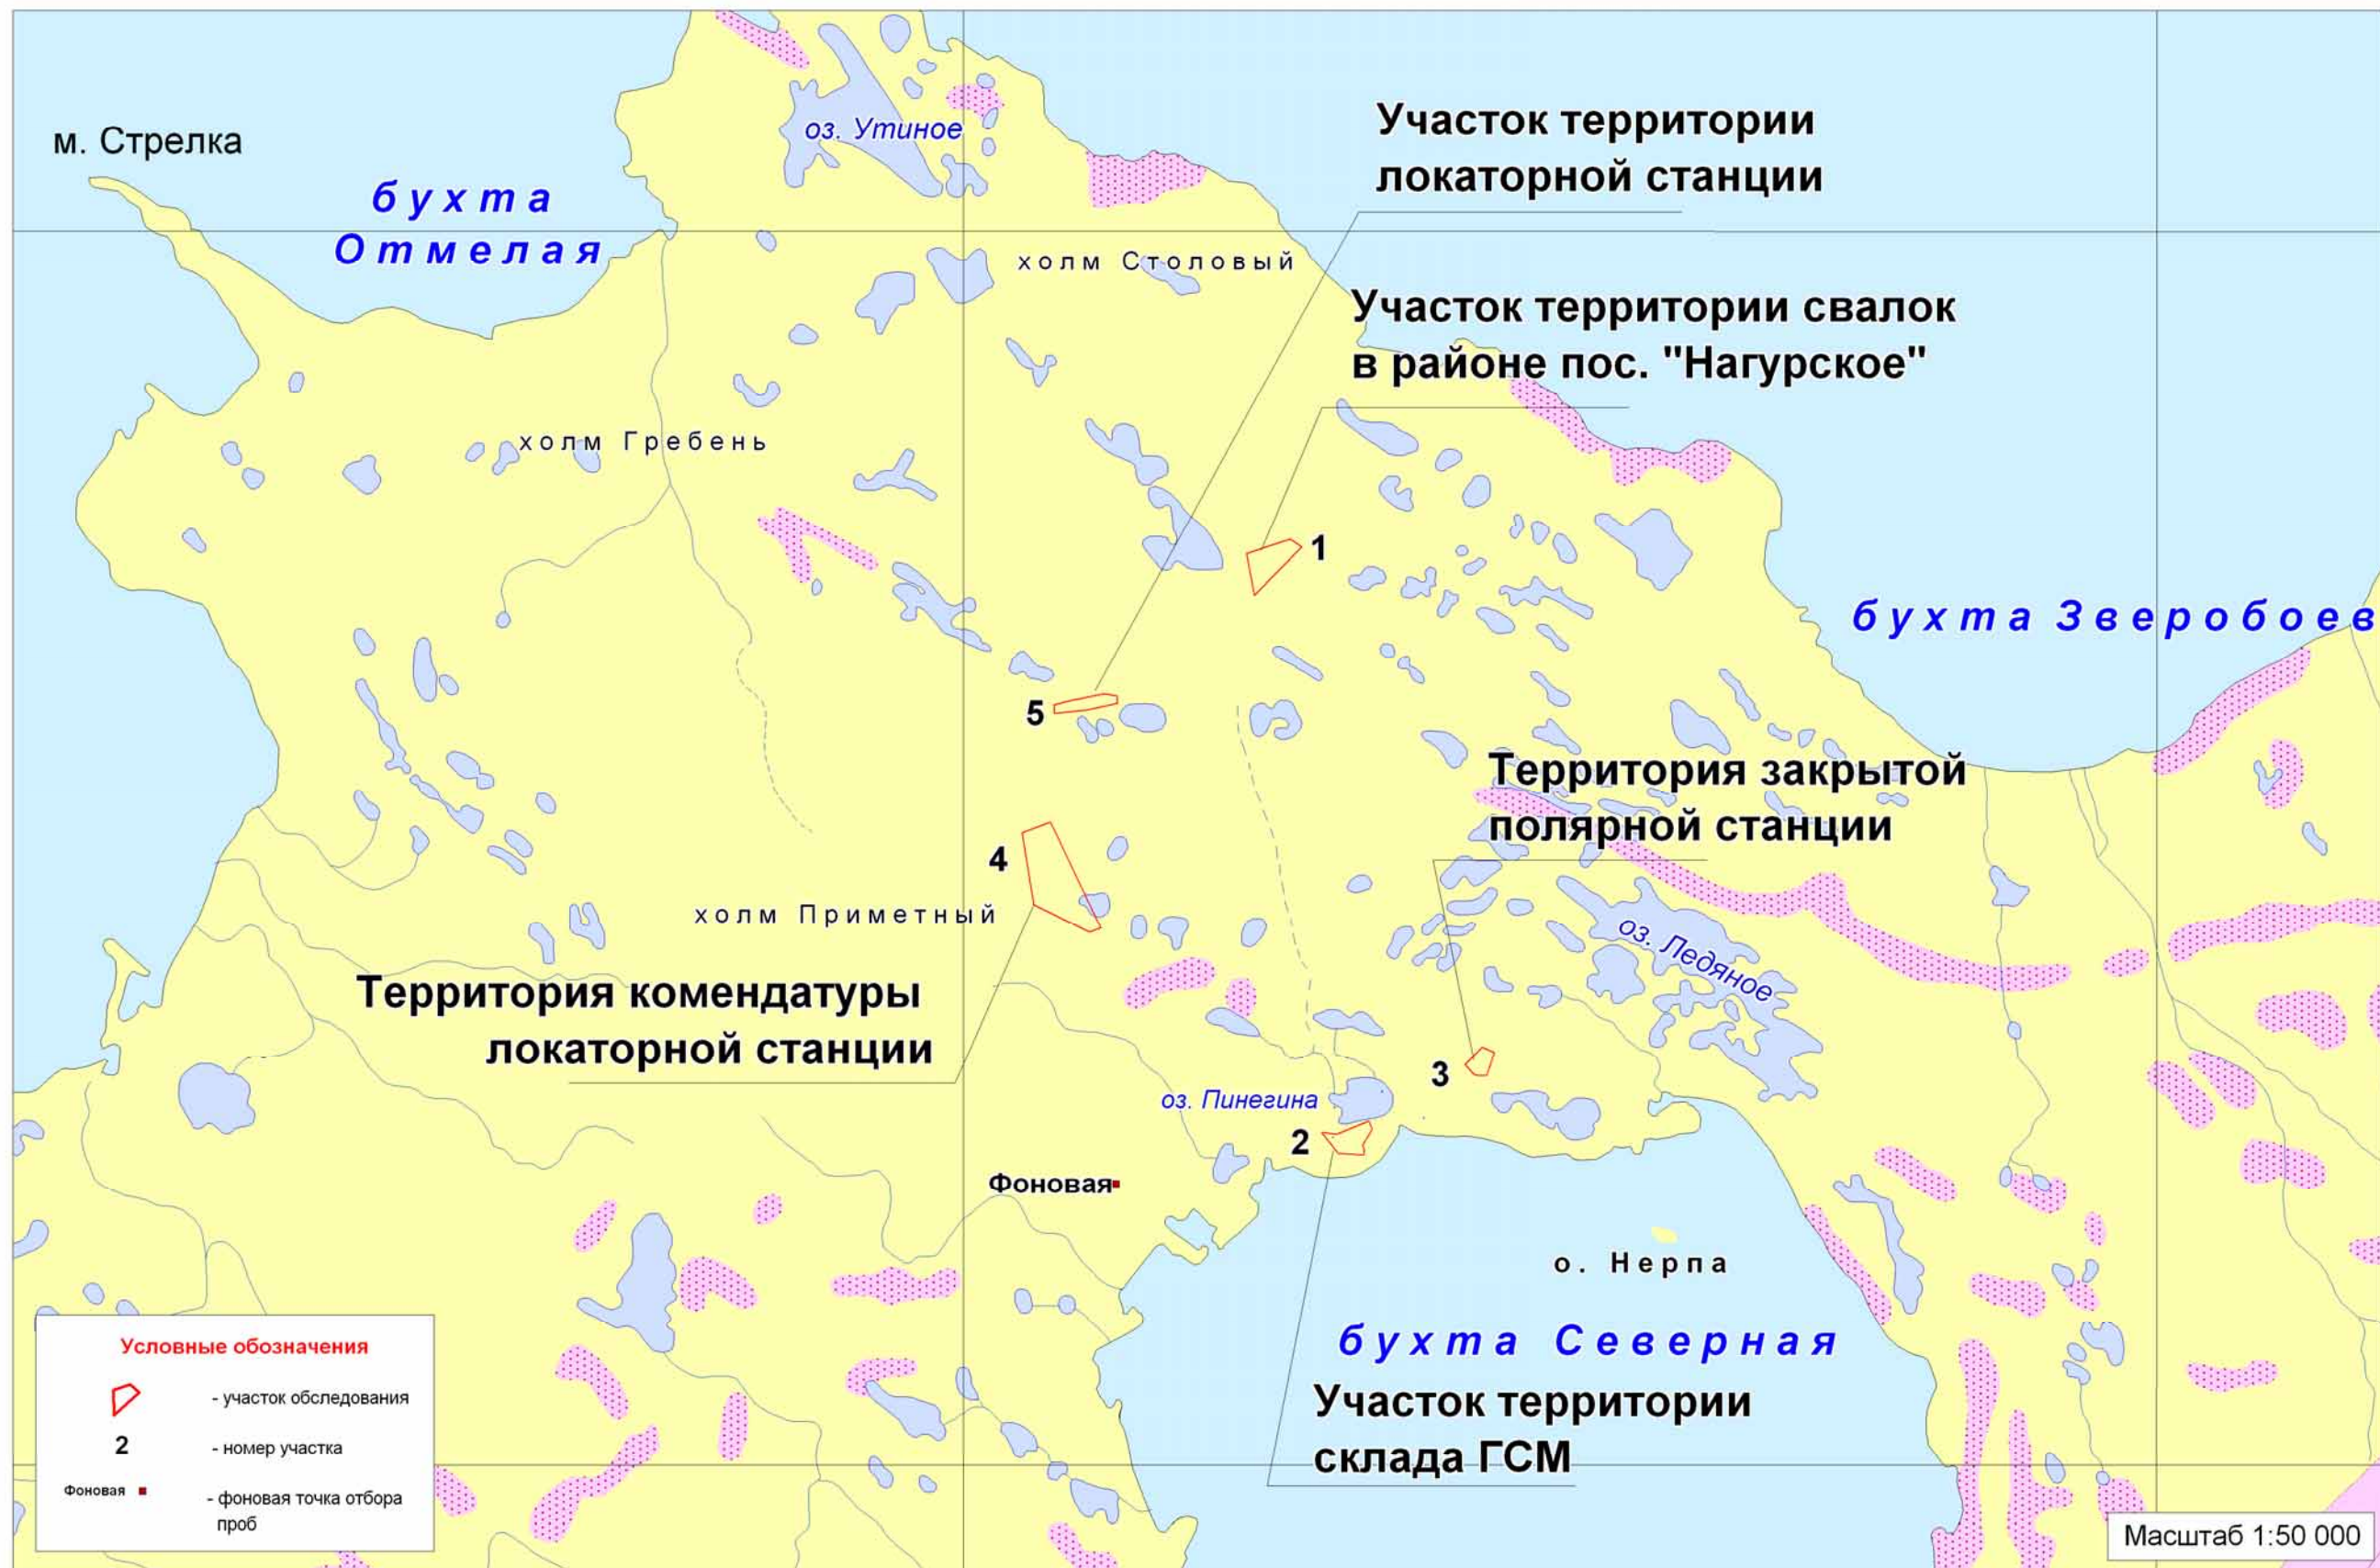 м. Стрелка
бухта
Отмелая
оз. Утиное
Участок территории
локаторной станции
холм Столовый
Участок территории свалок
в районе пос. "Нагурское"
холм Гребень
1
бухта Зверобоев
5
Территория закрытой
полярной станции
4
холм Приметный
оз. Ледяное
Территория комендатуры
локаторной станции
3
оз. Пинегина
2
Фоновая
о. Нерпа
бухта Северная
Участок территории
склада ГСМ
Условные обозначения
- участок обследования
2 - номер участка
Фоновая - фоновая точка отбора
проб
Масштаб 1:50 000